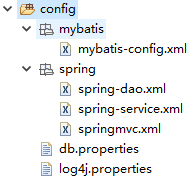 config
mybatis
mybatis-config.xml
spring
spring-dao.xml
spring-service.xml
springmvc.xml
db.properties
log4j.properties